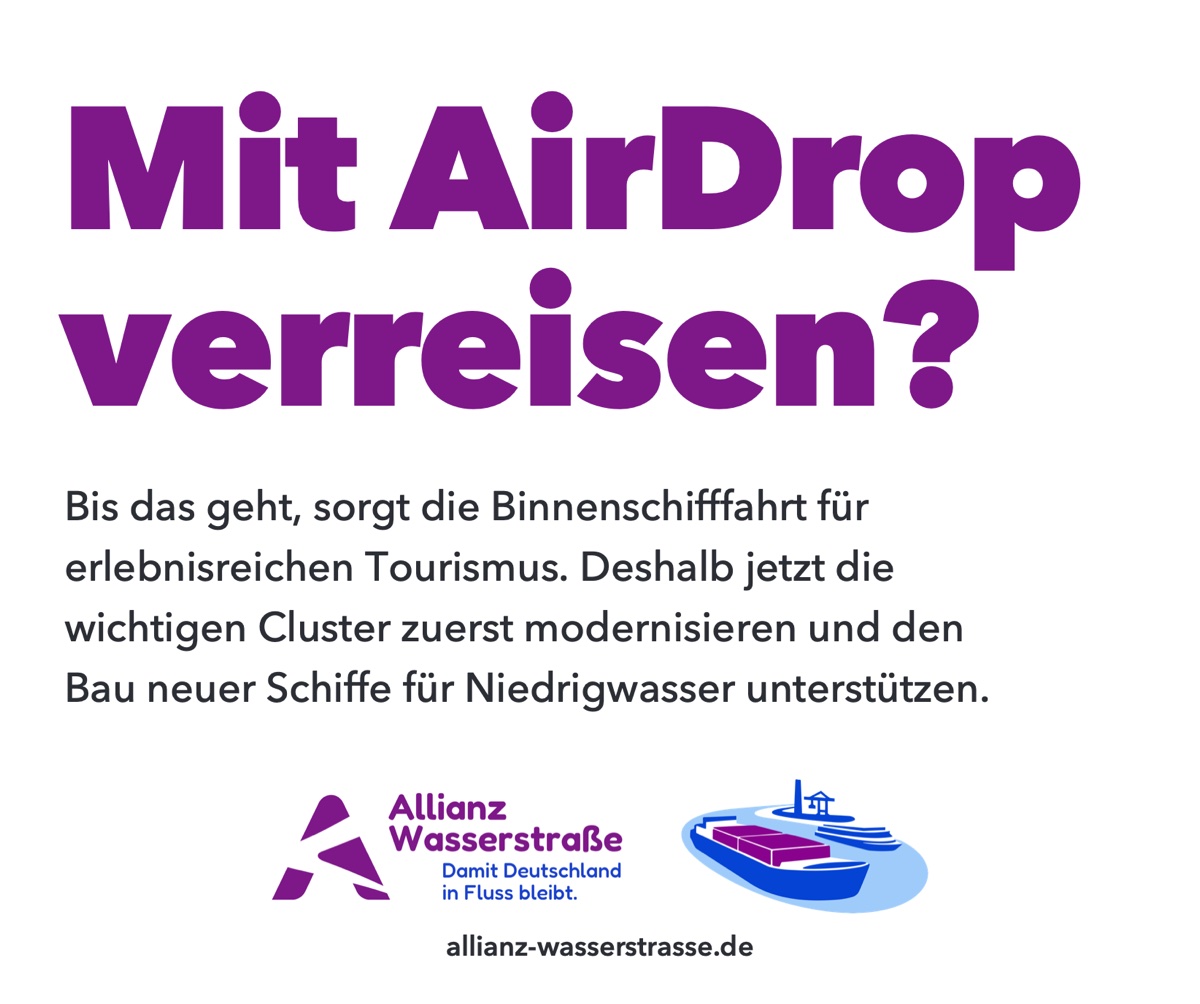 Mit AirDrop
verreisen?
Bis das geht, sorgt die Binnenschifffahrt für
erlebnisreichen Tourismus. Deshalb jetzt die
wichtigen Cluster zuerst modernisieren und den
Bau neuer Schiffe für Niedrigwasser unterstützen.
Allianz
Wasserstraße
Damit Deutschland
in Fluss bleibt.
allianz-wasserstrasse.de